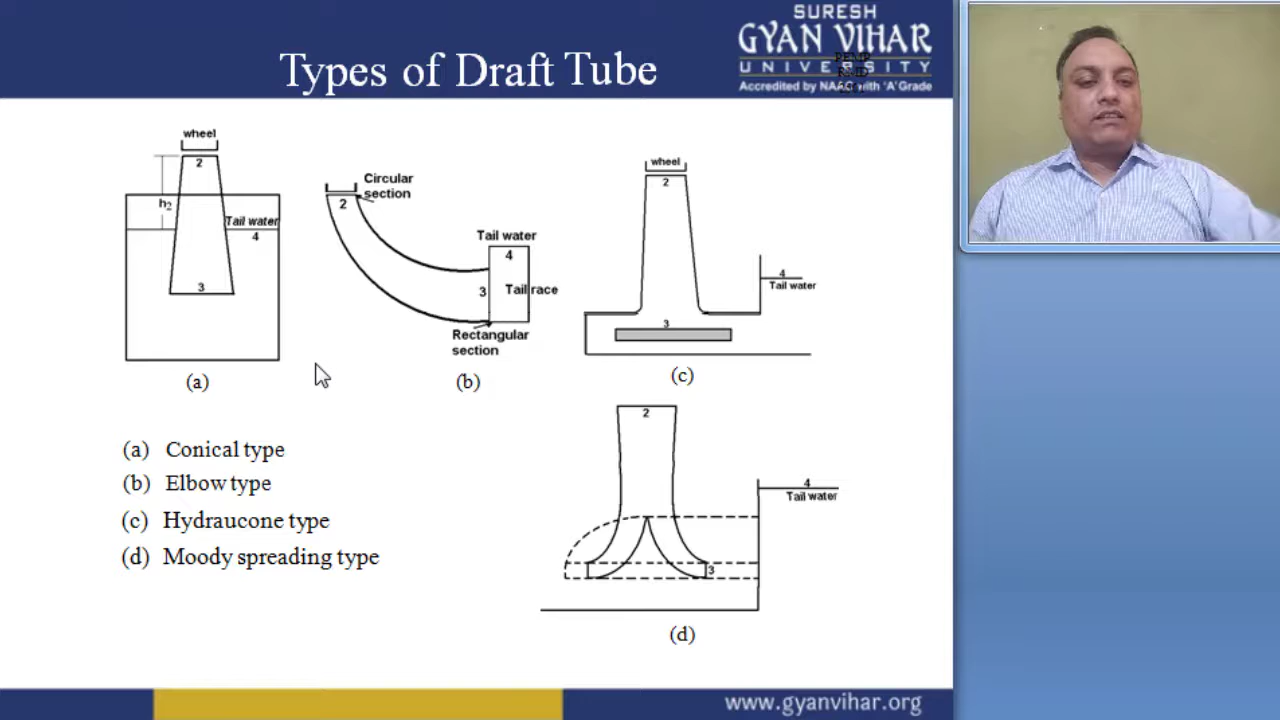 SURESH
GYAN VIHAR
UNIVERSITY
Accredited by NAAC with 'A' Grade
Types of Draft Tube
wheel
2
h2
Tail water
4
3
(a)
Circular
section
2
Tail water
4
3
Tail race
Rectangular
section
(b)
wheel
2
4
Tail water
3
(c)
(a) Conical type
(b) Elbow type
(c) Hydraucone type
(d) Moody spreading type
2
4
Tail water
3
(d)
www.gyanvihar.org